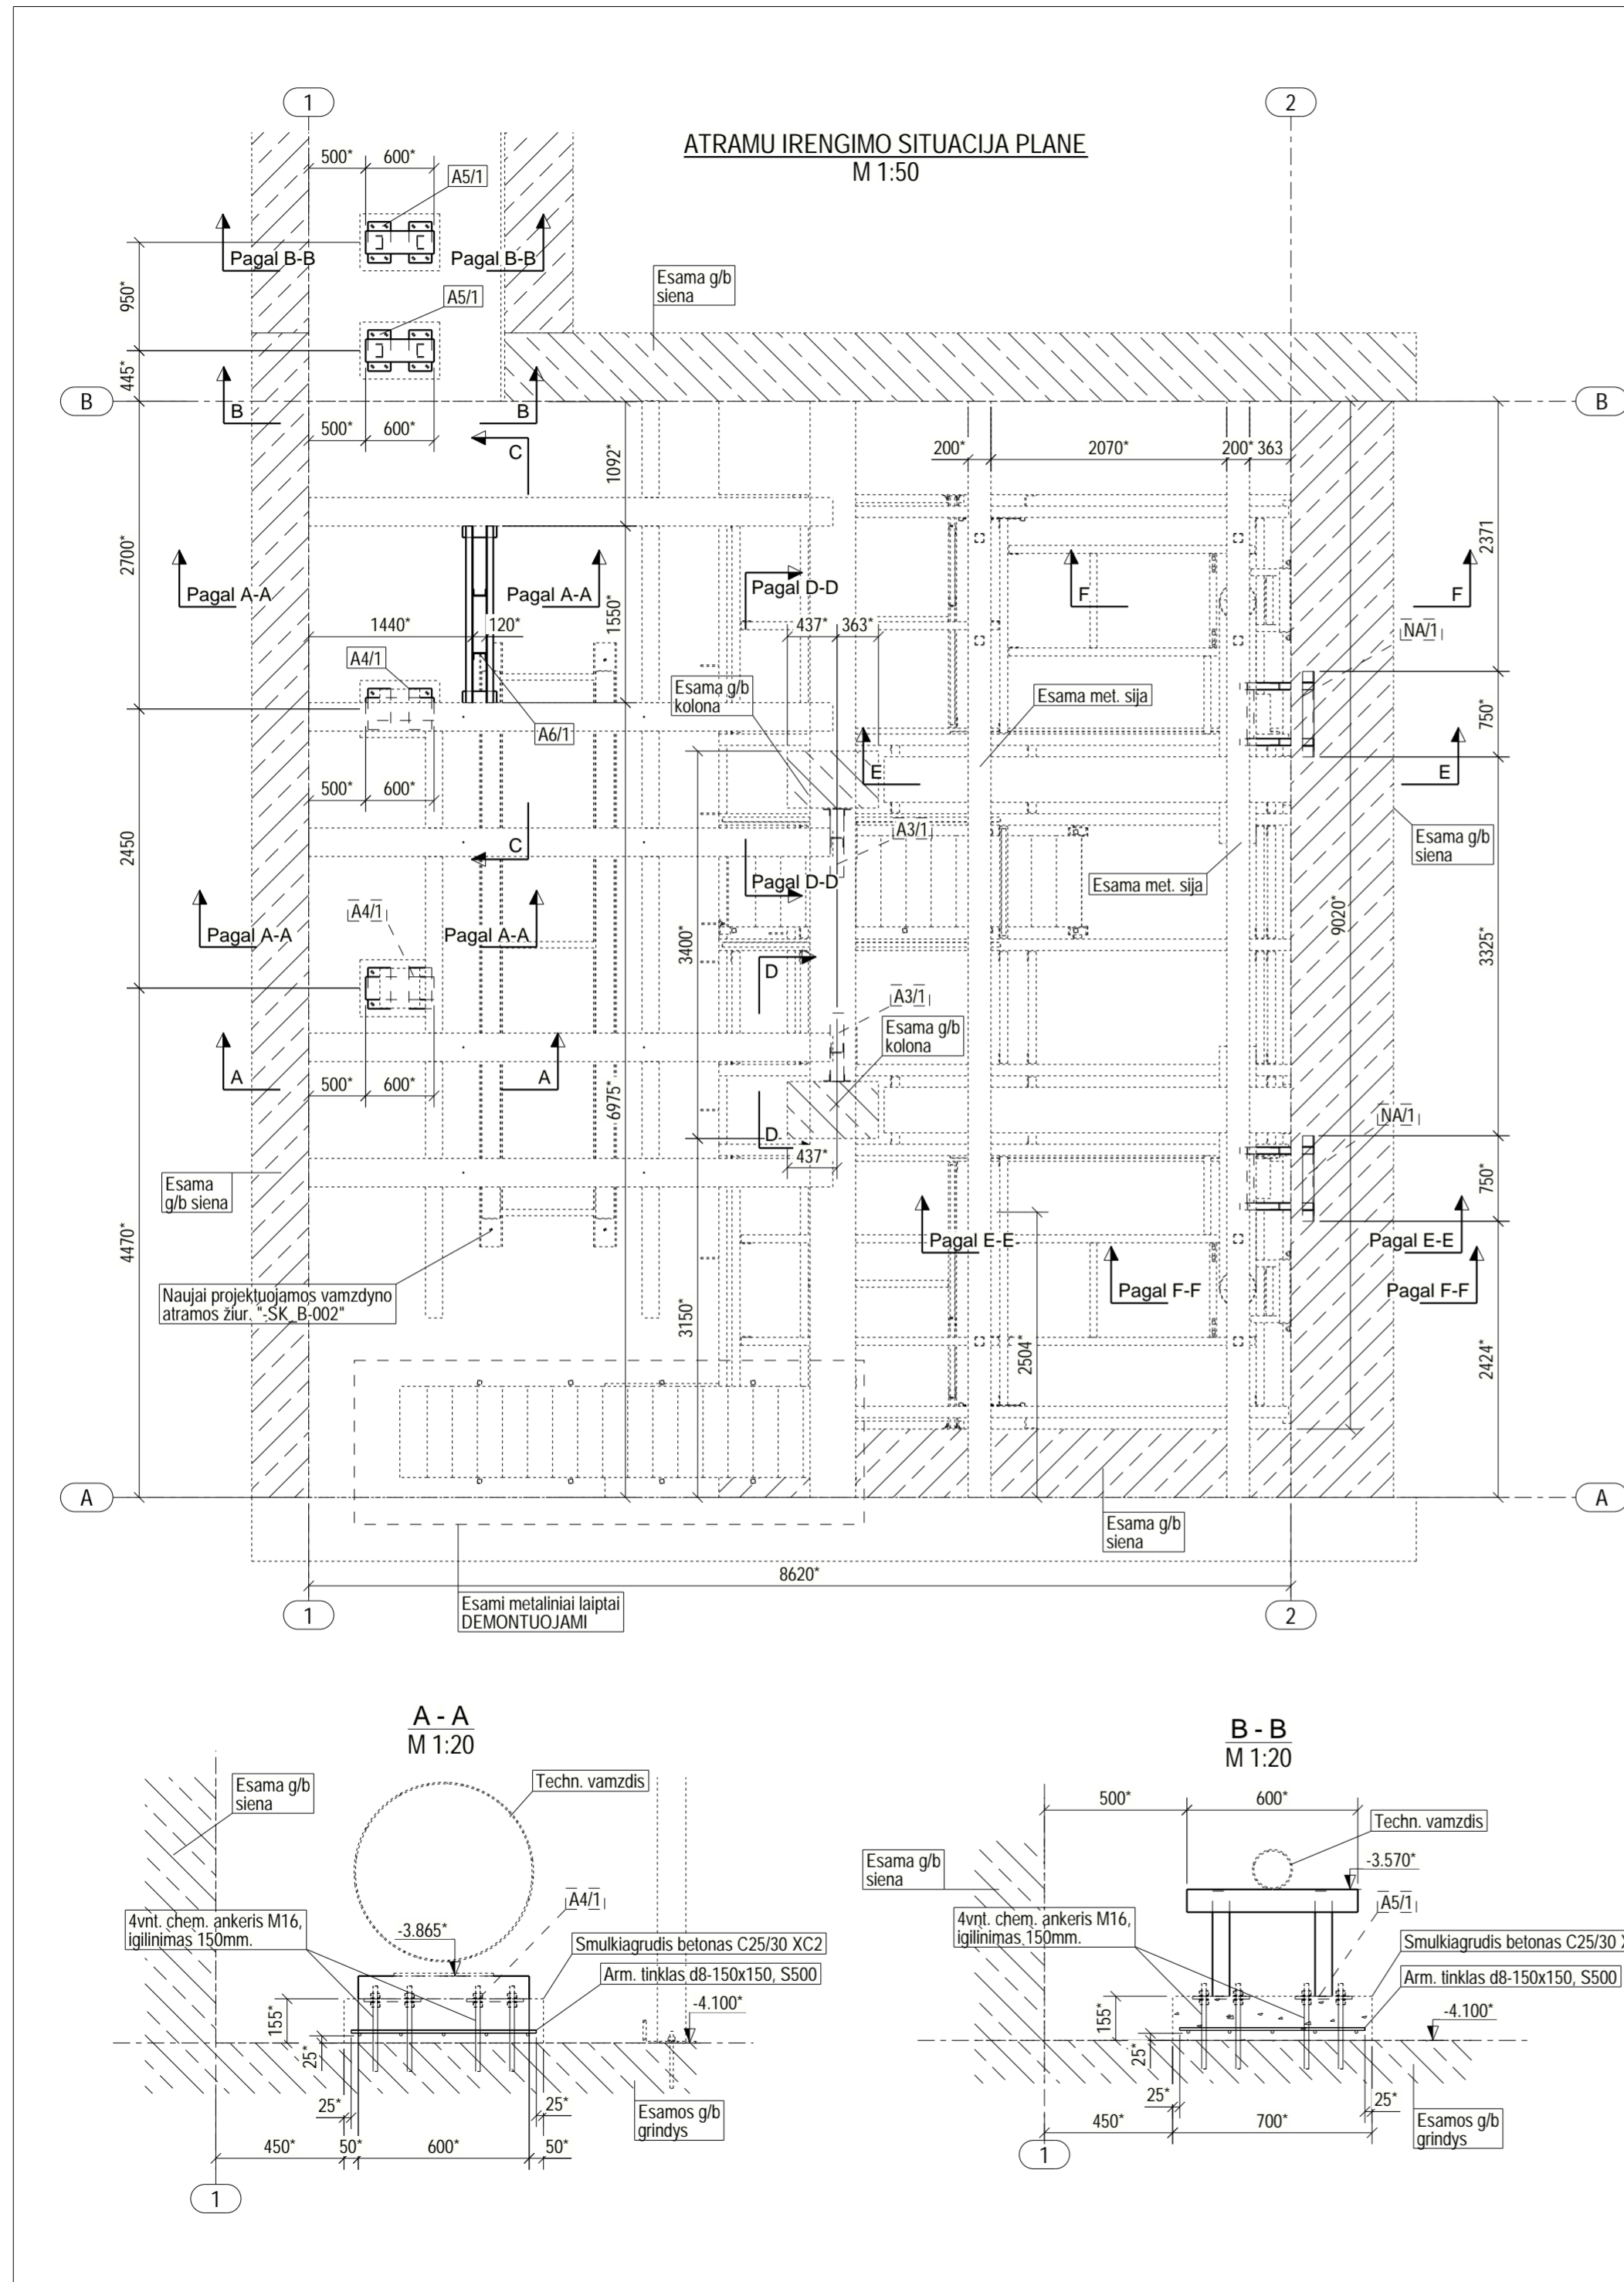 1
2
ATRAMU IRENGIMO SITUACIJA PLANE
M 1:50
500*
600*
A5/1
Pagal B-B
Pagal B-B
Esama g/b
siena
950*
A5/1
445*
B
B
B
B
500*
600*
C
1092*
200*
2070*
200*
363
2700*
2371
Pagal A-A
Pagal A-A
Pagal D-D
F
F
1550*
1440*
120*
437*
363*
NA/1
A4/1
Esama g/b
kolona
Esama met. sija
A6/1
750*
E
E
500*
600*
2450
C
A3/1
Esama g/b
siena
Pagal D-D
Esama met. sija
A4/1
Pagal A-A
Pagal A-A
3400*
9020*
3325*
D
A3/1
Esama g/b
kolona
A
A
500*
600*
6975*
NA/1
D
437*
Esama
g/b siena
750*
4470*
Pagal E-E
Pagal E-E
Pagal F-F
Pagal F-F
Naujai projektuojamos vamzdyno
atramos žiur. "-SK_B-002"
3150*
2504*
2424*
A
A
Esama g/b
siena
8620*
Esami metaliniai laiptai
DEMONTUOJAMI
1
2
A - A
M 1:20
Esama g/b
siena
Techn. vamzdis
A4/1
4vnt. chem. ankeris M16,
igilinimas 150mm.
-3.865*
Smulkiagrudis betonas C25/30 XC2
Arm. tinklas d8-150x150, S500
-4.100*
155*
25*
25*
25*
Esamos g/b
grindys
450*
50*
600*
50*
1
B - B
M 1:20
500*
600*
Techn. vamzdis
Esama g/b
siena
-3.570*
A5/1
4vnt. chem. ankeris M16,
igilinimas 150mm.
Smulkiagrudis betonas C25/30 X
Arm. tinklas d8-150x150, S500
-4.100*
155*
25*
25*
25*
Esamos g/b
grindys
450*
700*
1